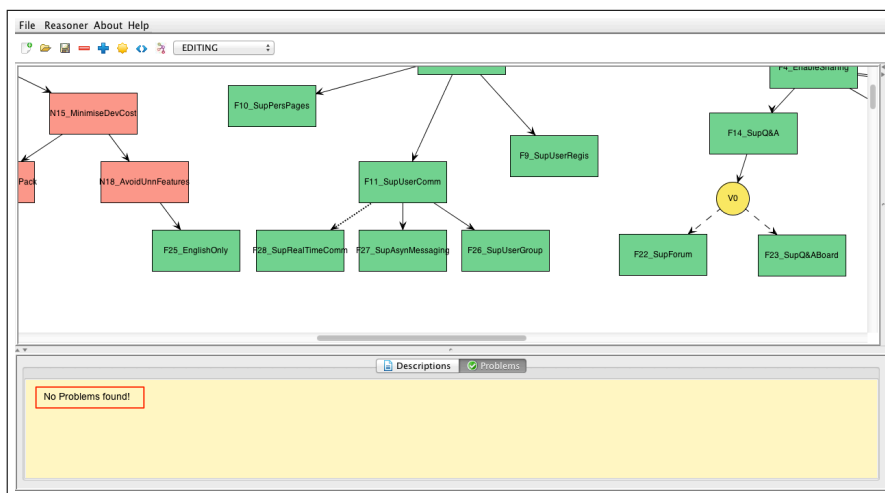 File Reasoner About Help
EDITING
F4_EnableSharing
F10_SupPersPages
N15_MinimiseDevCost
F14_SupQ&A
F9_SupUserRegis
Pack
N18_AvoidUnnFeatures
F11_SupUserComm
V0
F25_EnglishOnly
F28_SupRealTimeComm
F27_SupAsynMessaging
F26_SupUserGroup
F22_SupForum
F23_SupQ&ABoard
Descriptions
Problems
No Problems found!